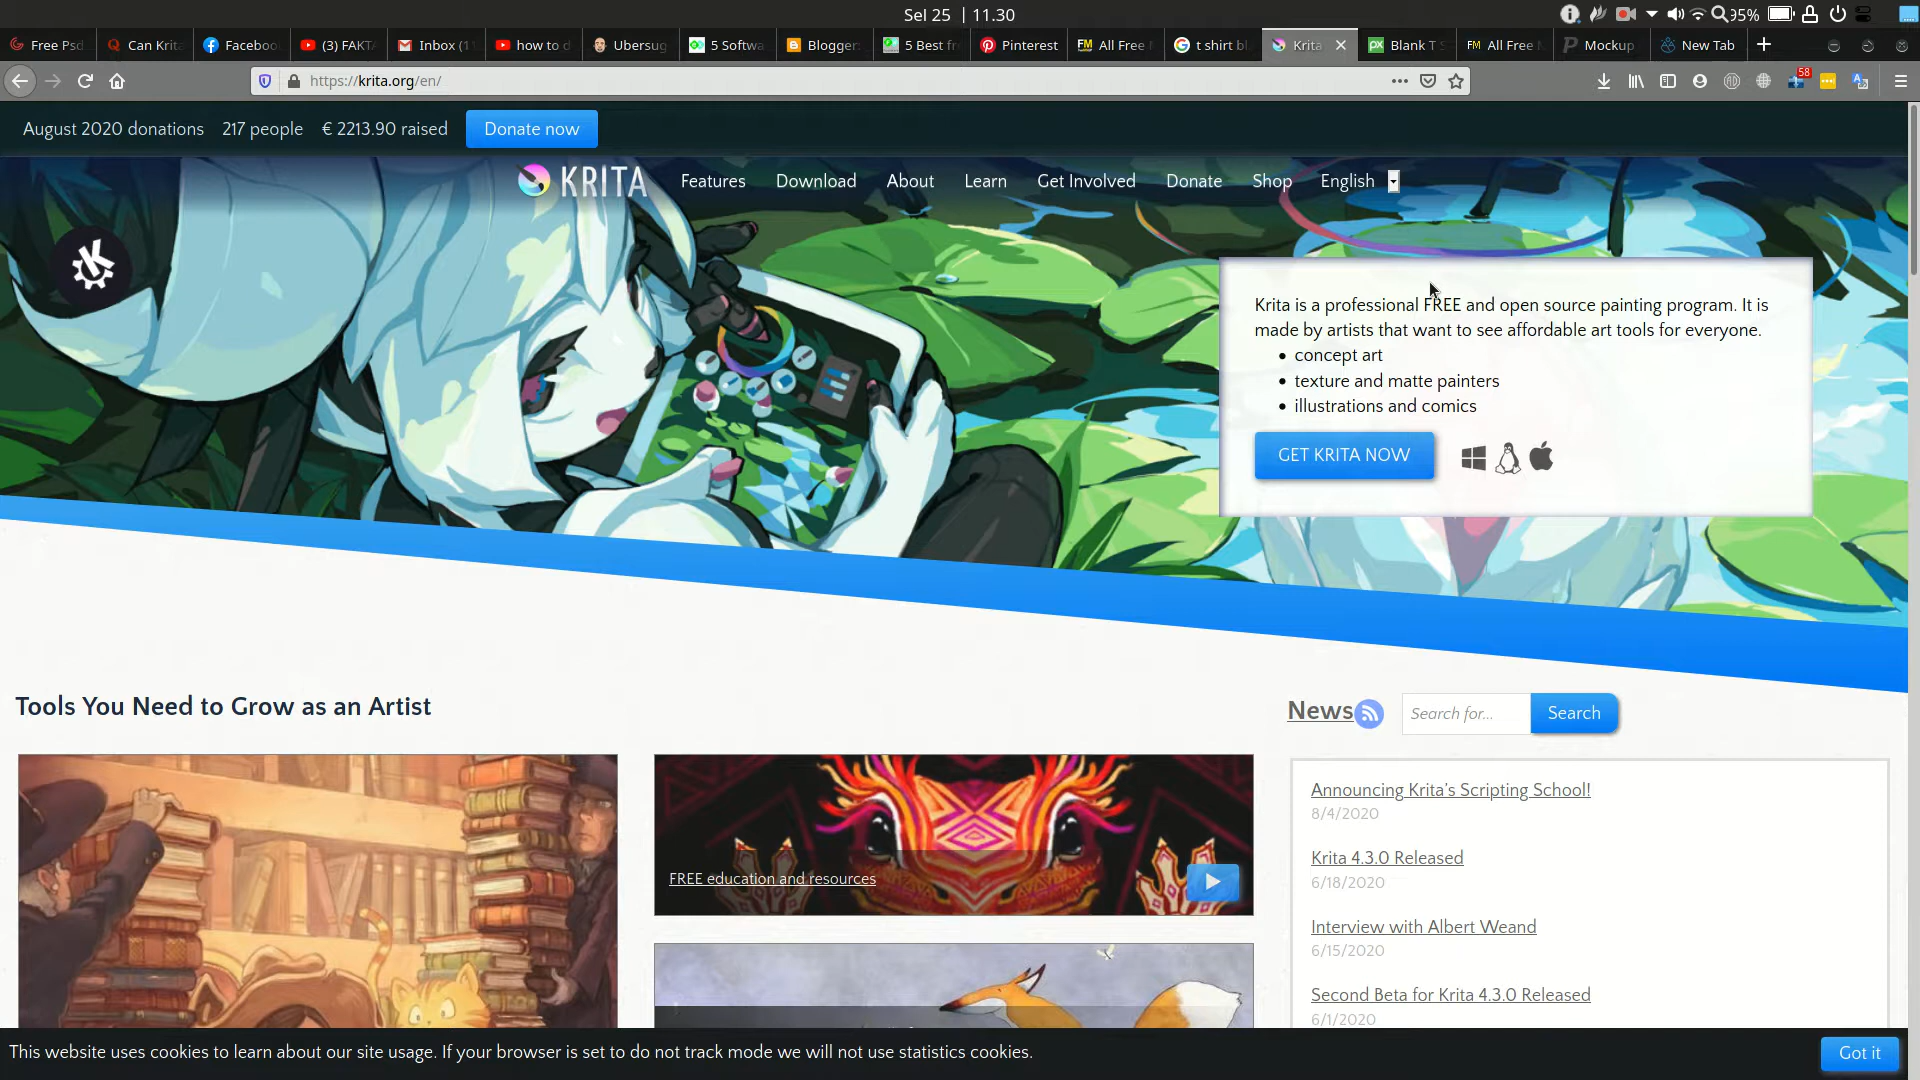 Sel 25 | 11.30
95%
Free Psd
Can Krita
Faceboo
(3) FAKTA
Inbox (1
how to d
Ubersug
5 Softwa
Blogger:
5 Best fr
Pinterest
All Free M
t shirt bl
Krita
Blank T S
All Free M
Mockup
New Tab
https://krita.org/en/
58
August 2020 donations 217 people € 2213.90 raised Donate now
KRITA Features Download About Learn Get Involved Donate Shop English
Krita is a professional FREE and open source painting program. It is
made by artists that want to see affordable art tools for everyone.
concept art
texture and matte painters
illustrations and comics
GET KRITA NOW
Tools You Need to Grow as an Artist
News Search for... Search
Announcing Krita's Scripting School!
8/4/2020
Krita 4.3.0 Released
6/18/2020
FREE education and resources
Interview with Albert Weand
6/15/2020
Second Beta for Krita 4.3.0 Released
6/1/2020
This website uses cookies to learn about our site usage. If your browser is set to do not track mode we will not use statistics cookies.
Got it